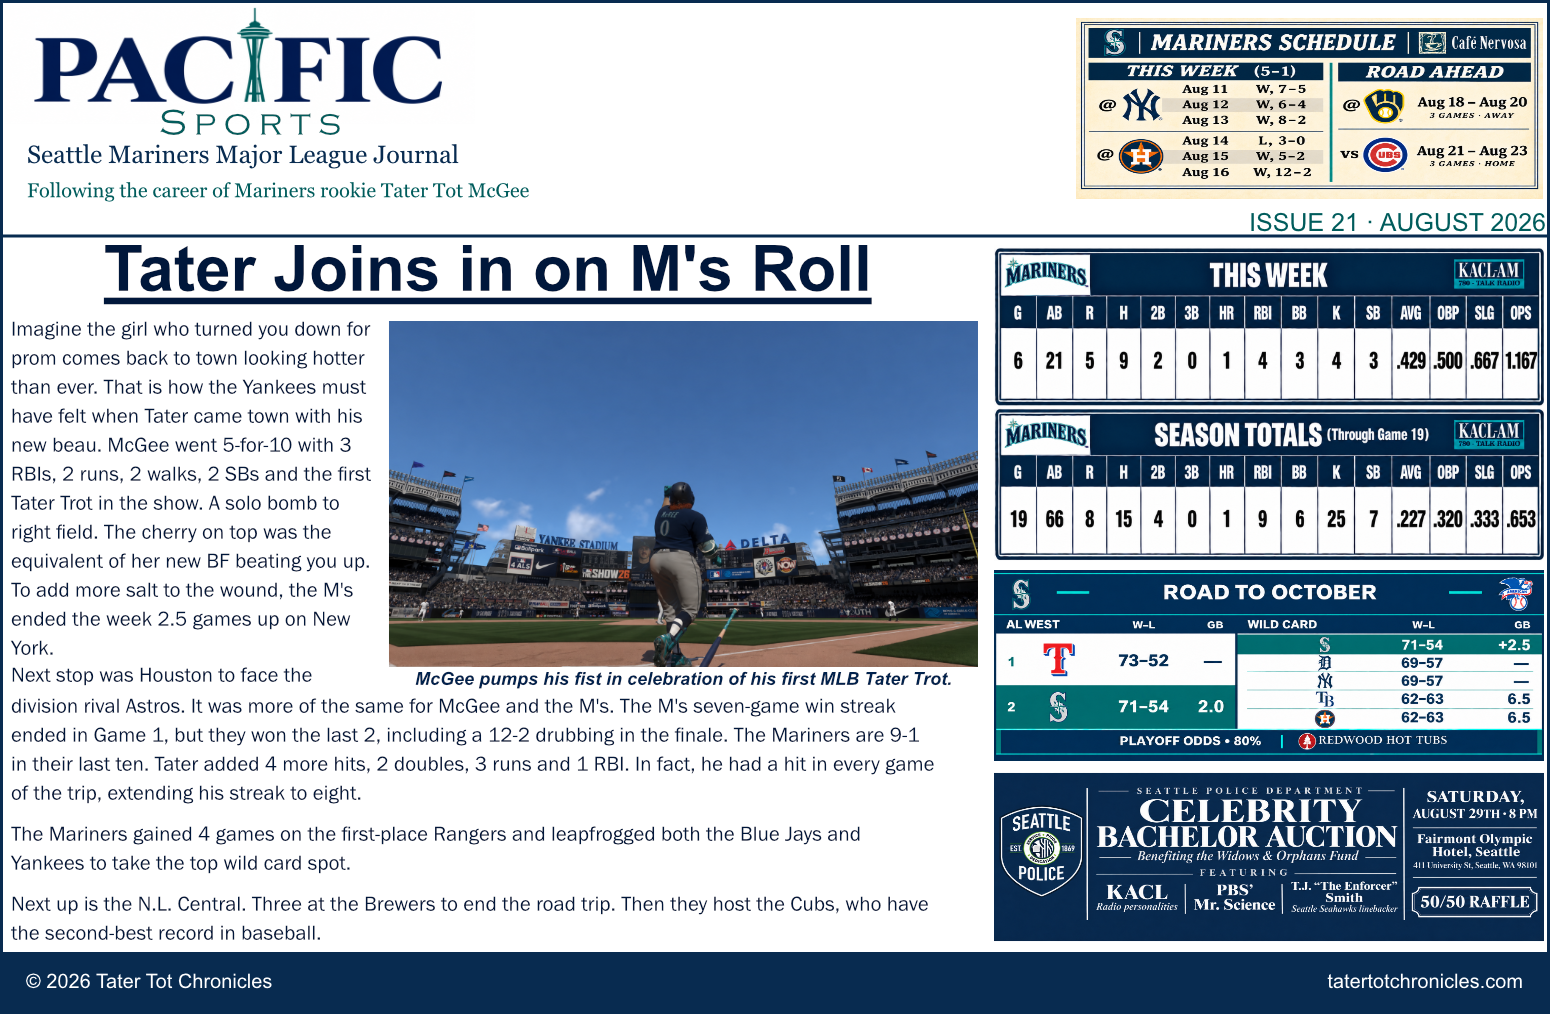 PACIFIC
SPORTS
Seattle Mariners Major League Journal
Following the career of Mariners rookie Tater Tot McGee
MARINERS SCHEDULE
Café Nervosa
THIS WEEK (5-1)
ROAD AHEAD
@ Aug 11 W, 7-5
Aug 12 W, 6-4
Aug 13 W, 8-2
@ Aug 14 L, 3-0
Aug 15 W, 5-2
Aug 16 W, 12-2
@ Aug 18 – Aug 20
3 GAMES · AWAY
vs CUBS Aug 21 – Aug 23
3 GAMES · HOME
ISSUE 21 · AUGUST 2026
Tater Joins in on M's Roll
Imagine the girl who turned you down for
prom comes back to town looking hotter
than ever. That is how the Yankees must
have felt when Tater came town with his
new beau. McGee went 5-for-10 with 3
RBIs, 2 runs, 2 walks, 2 SBs and the first
Tater Trot in the show. A solo bomb to
right field. The cherry on top was the
equivalent of her new BF beating you up.
To add more salt to the wound, the M's
ended the week 2.5 games up on New
York.
Next stop was Houston to face the
division rival Astros. It was more of the same for McGee and the M's. The M's seven-game win streak
ended in Game 1, but they won the last 2, including a 12-2 drubbing in the finale. The Mariners are 9-1
in their last ten. Tater added 4 more hits, 2 doubles, 3 runs and 1 RBI. In fact, he had a hit in every game
of the trip, extending his streak to eight.
The Mariners gained 4 games on the first-place Rangers and leapfrogged both the Blue Jays and
Yankees to take the top wild card spot.
Next up is the N.L. Central. Three at the Brewers to end the road trip. Then they host the Cubs, who have
the second-best record in baseball.
YANKEE STADIUM
DELTA
THE SHOW 26
0
McGee pumps his fist in celebration of his first MLB Tater Trot.
MARINERS
THIS WEEK
KACL-AM
780 · TALK RADIO
G AB R H 2B 3B HR RBI BB K SB AVG OBP SLG OPS
6 21 5 9 2 0 1 4 3 4 3 .429 .500 .667 1.167
MARINERS
SEASON TOTALS (Through Game 19)
KACL-AM
780 · TALK RADIO
G AB R H 2B 3B HR RBI BB K SB AVG OBP SLG OPS
19 66 8 15 4 0 1 9 6 25 7 .227 .320 .333 .653
ROAD TO OCTOBER
AL WEST W-L GB
1 T 73-52 —
2 S 71-54 2.0
WILD CARD W-L GB
S 71-54 +2.5
D 69-57 —
NY 69-57 —
TB 62-63 6.5
H 62-63 6.5
PLAYOFF ODDS • 80% | REDWOOD HOT TUBS
SEATTLE
EST. 1869
POLICE
SEATTLE POLICE DEPARTMENT
CELEBRITY
BACHELOR AUCTION
Benefiting the Widows & Orphans Fund
FEATURING
KACL
Radio personalities
PBS'
Mr. Science
T.J. "The Enforcer"
Smith
Seattle Seahawks linebacker
SATURDAY,
AUGUST 29TH · 8 PM
Fairmont Olympic
Hotel, Seattle
411 University St, Seattle, WA 98101
50/50 RAFFLE
© 2026 Tater Tot Chronicles
tatertotchronicles.com